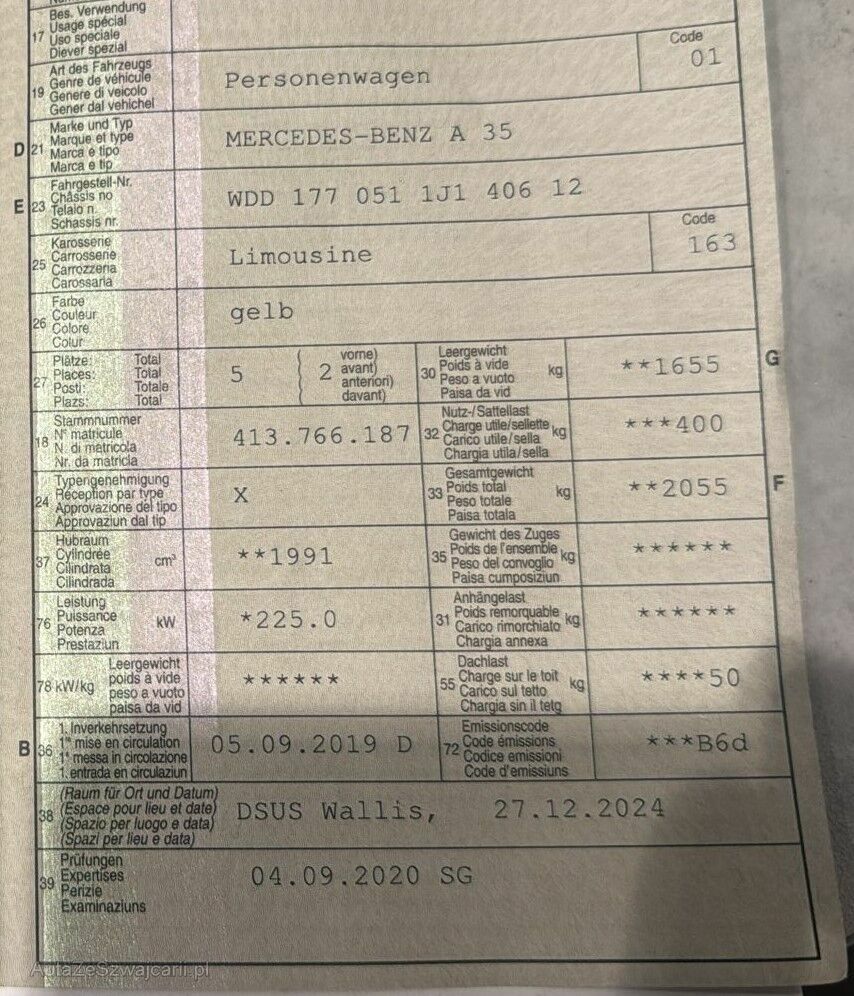 17 Bes. Verwendung
Usage spécial
Uso speciale
Diever spezial
19 Art des Fahrzeugs
Genre de véhicule
Genere di veicolo
Gener dal vehichel
Personenwagen
Code
01
D 21 Marke und Typ
Marque et type
Marca e tipo
Marca e tip
MERCEDES-BENZ A 35
E 23 Fahrgestell-Nr.
Châssis no
Telaio n.
Schassis nr.
WDD 177 051 1J1 406 12
25 Karosserie
Carrosserie
Carrozzeria
Carossaria
Limousine
Code
163
26 Farbe
Couleur
Colore
Colur
gelb
27 Plätze: Total
Places: Total
Posti: Totale
Plazs: Total
5
2 vorne)
avant)
anteriori)
davant)
30 Leergewicht
Poids à vide kg
Peso a vuoto
Paisa da vid
**1655
G
18 Stammnummer
N° matricule
N. di matricola
Nr. da matricla
413.766.187
32 Nutz-/Sattellast
Charge utile/sellette kg
Carico utile/sella
Chargia utila/sella
***400
24 Typengenehmigung
Réception par type
Approvazione del tipo
Approvaziun dal tip
X
33 Gesamtgewicht
Poids total kg
Peso totale
Paisa totala
**2055
F
37 Hubraum
Cylindrée cm³
Cilindrata
Cilindrada
**1991
35 Gewicht des Zuges
Poids de l'ensemble kg
Peso del convoglio
Paisa cumposiziun
******
76 Leistung
Puissance kW
Potenza
Prestaziun
*225.0
31 Anhängelast
Poids remorquable kg
Carico rimorchiato
Chargia annexa
******
78 kW/kg Leergewicht
poids à vide
peso a vuoto
paisa da vid
******
55 Dachlast
Charge sur le toit kg
Carico sul tetto
Chargia sin il tetg
****50
B 36 1. Inverkehrsetzung
1re mise en circulation
1a messa in circolazione
1. entrada en circulaziun
05.09.2019 D
72 Emissionscode
Code émissions
Codice emissioni
Code d'emissiuns
***B6d
38 (Raum für Ort und Datum)
(Espace pour lieu et date)
(Spazio per luogo e data)
(Spazi per lieu e data)
DSUS Wallis, 27.12.2024
39 Prüfungen
Expertises
Perizie
Examinaziuns
04.09.2020 SG
AutaZeSzwajcarii.pl